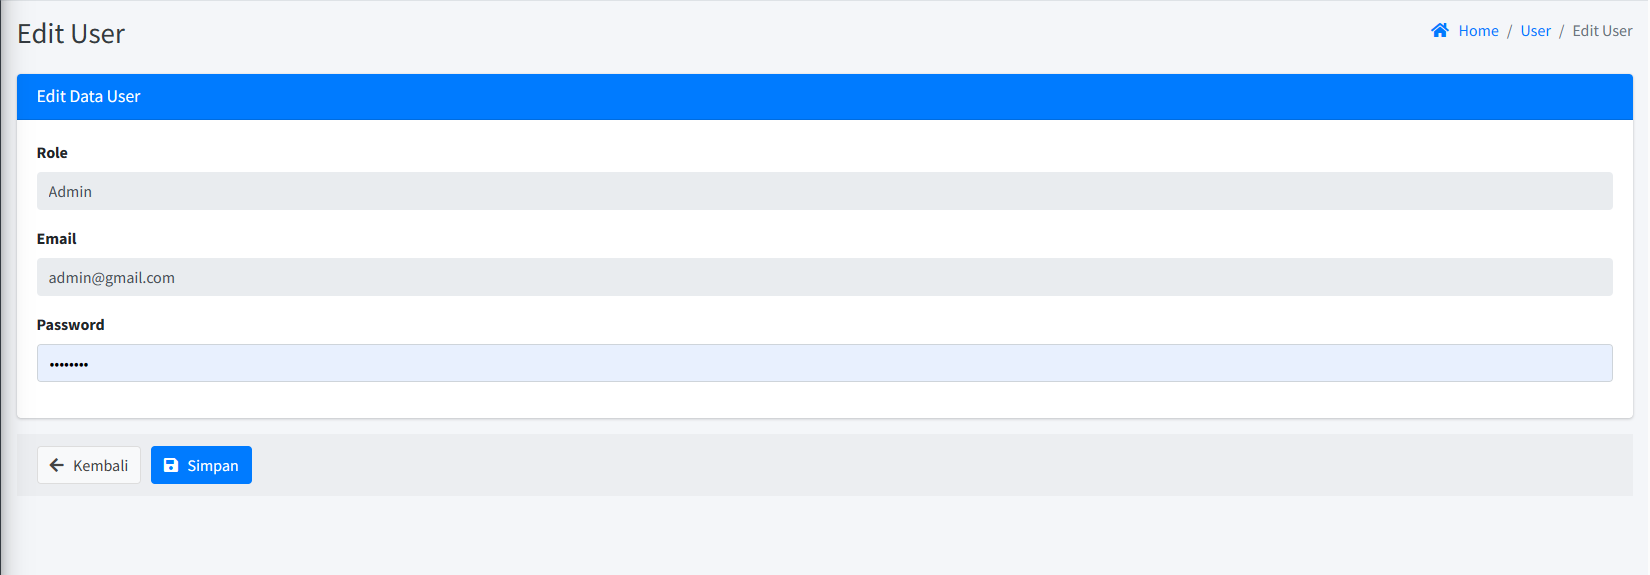 Edit User
Home / User / Edit User
Edit Data User
Role
Admin
Email
admin@gmail.com
Password
••••••••
Kembali
Simpan